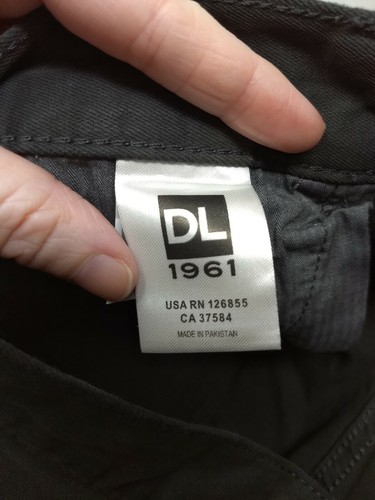 DL
1961
USA RN 126855
CA 37584
MADE IN PAKISTAN